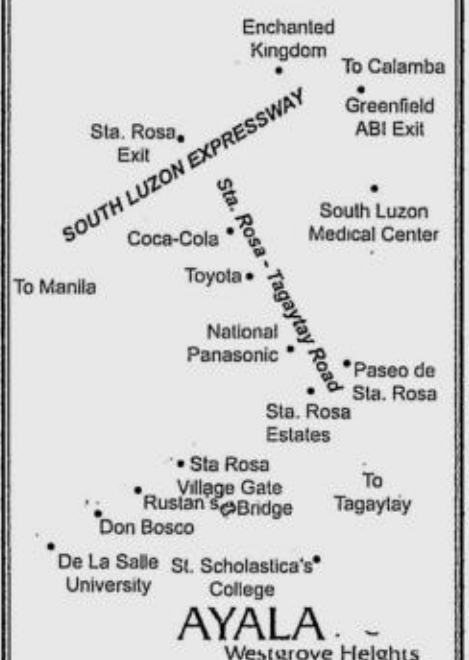 Enchanted
Kingdom
To Calamba
Greenfield
ABI Exit
Sta. Rosa
Exit
SOUTH LUZON EXPRESSWAY
South Luzon
Medical Center
Sta. Rosa - Tagaytay Road
Coca-Cola
Toyota
To Manila
National
Panasonic
Paseo de
Sta. Rosa
Sta. Rosa
Estates
Sta Rosa
Village Gate
Rustan's
Bridge
To
Tagaytay
Don Bosco
De La Salle
University
St. Scholastica's
College
AYALA
Westgrove Heights